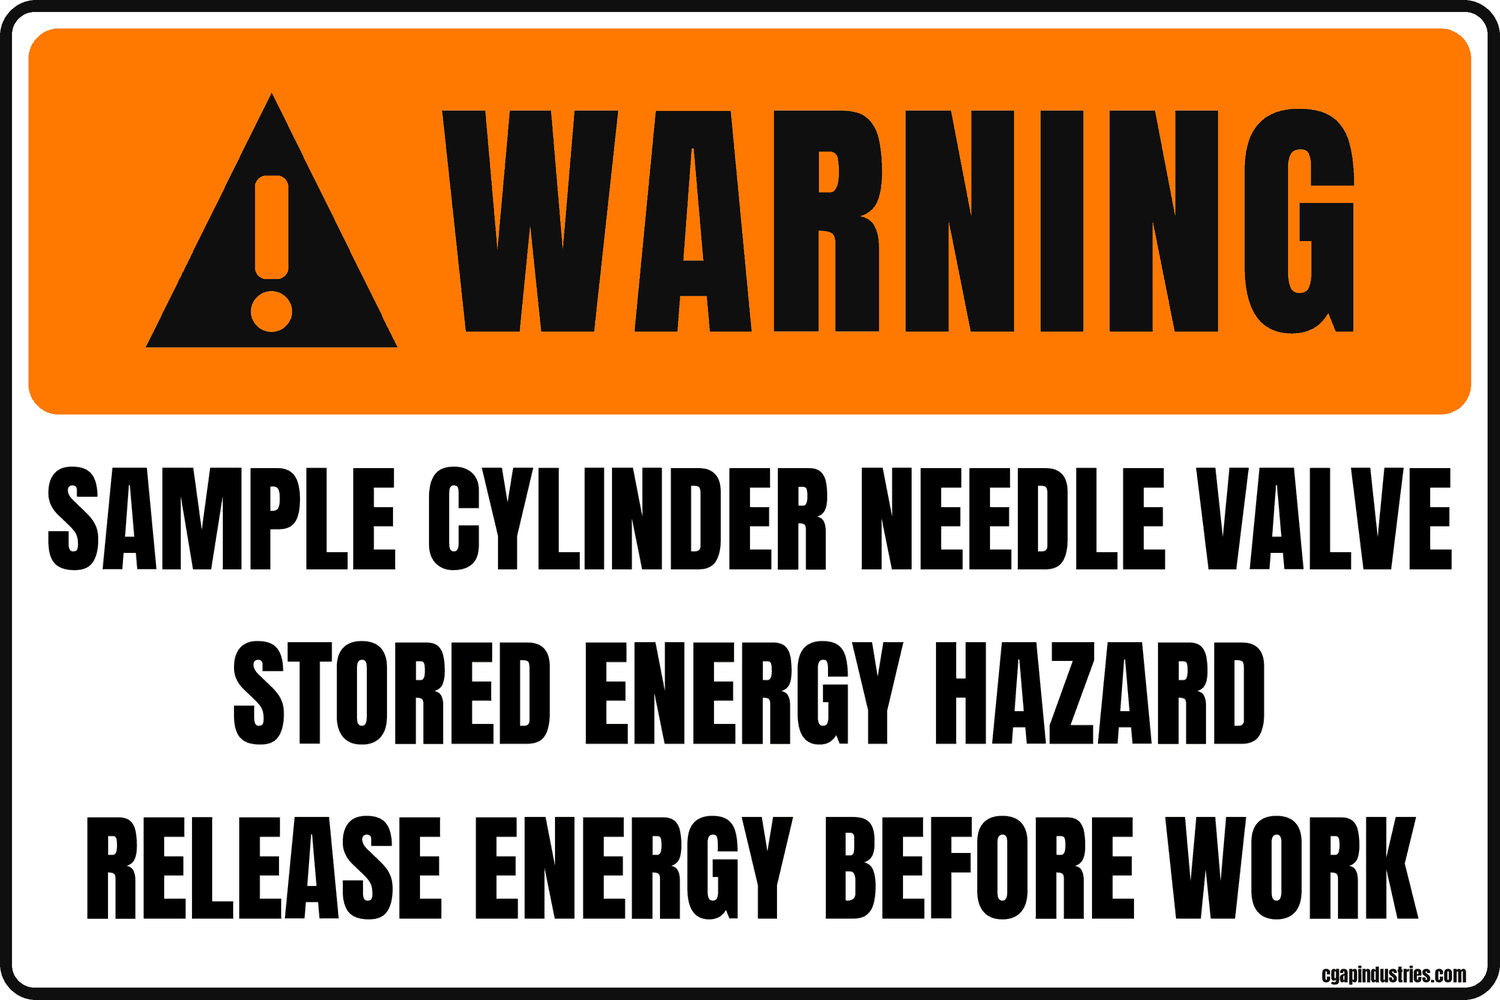 WARNING
SAMPLE CYLINDER NEEDLE VALVE
STORED ENERGY HAZARD
RELEASE ENERGY BEFORE WORK
cgapindustries.com